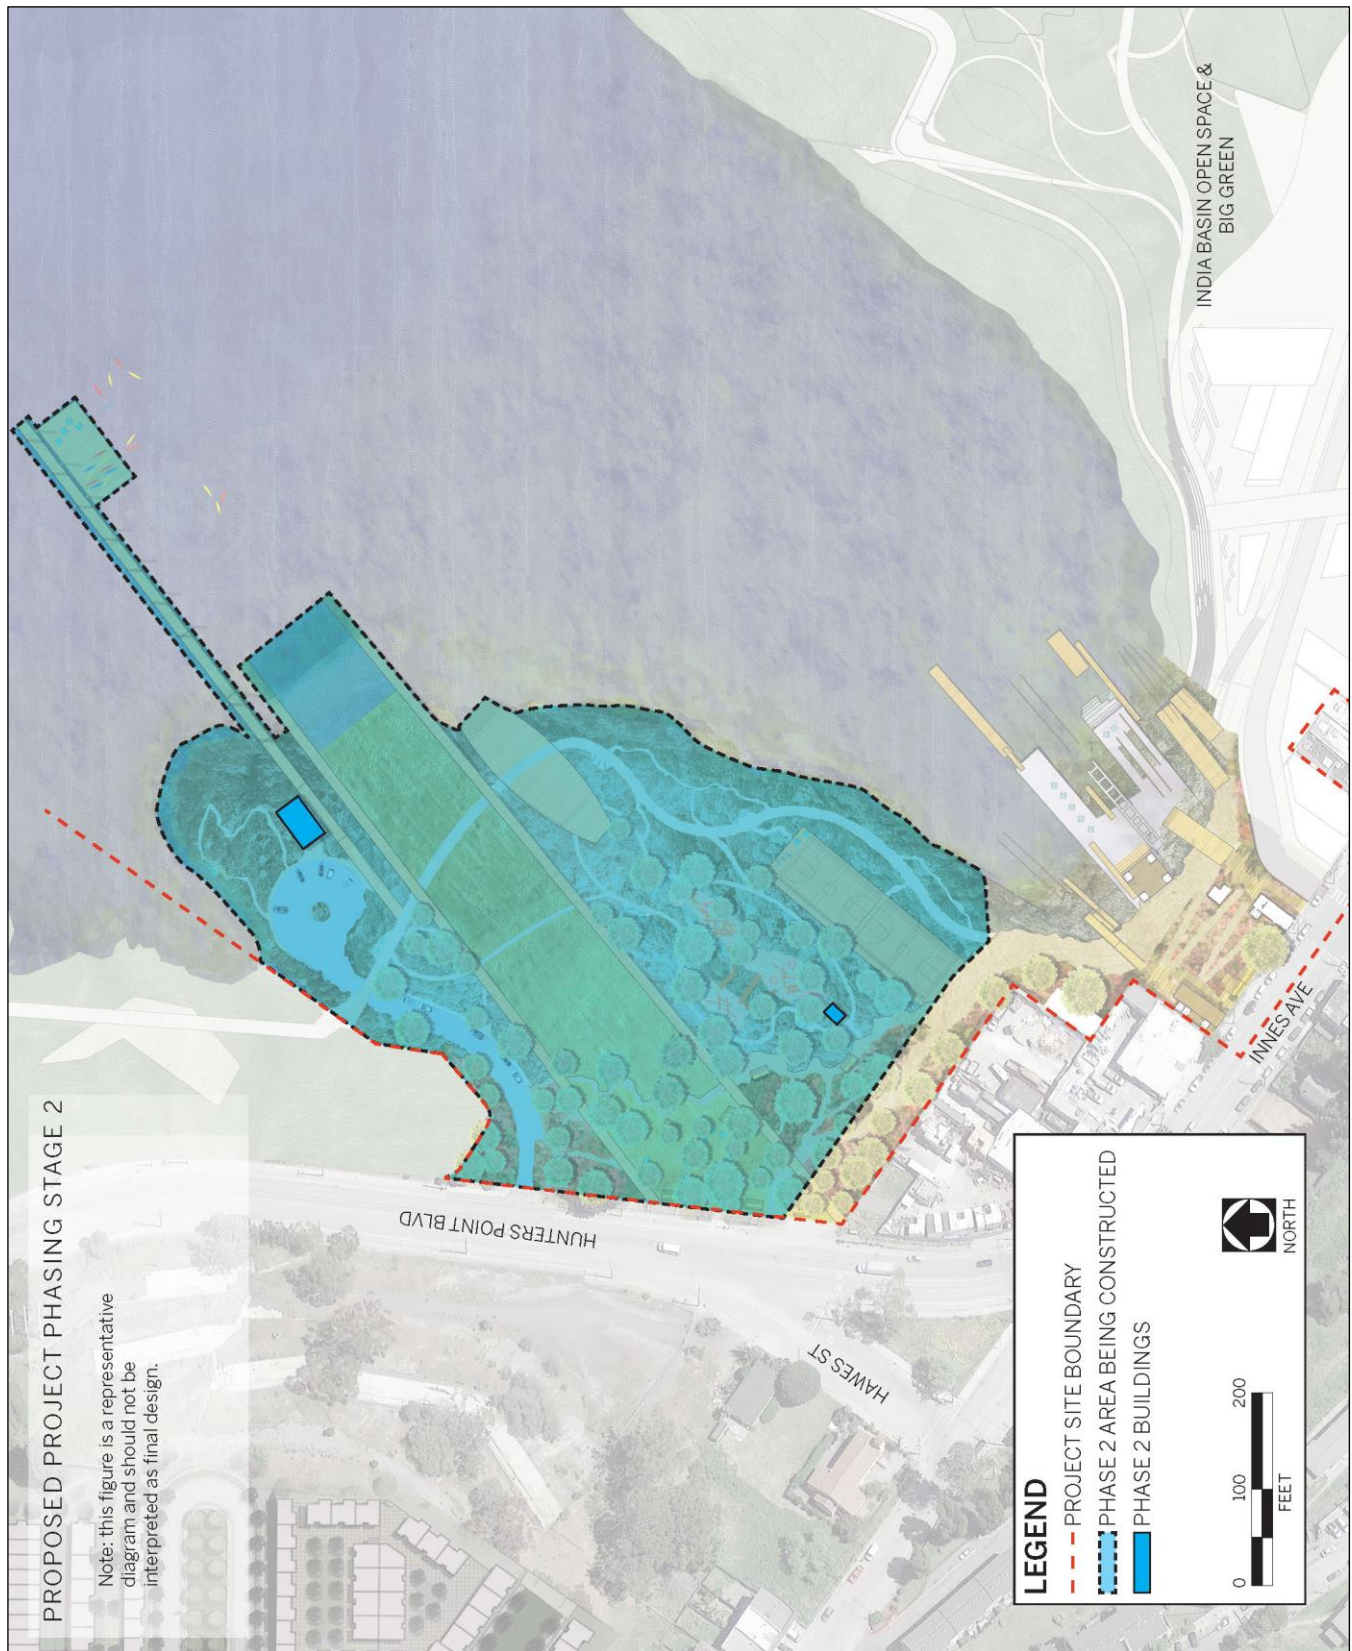 PROPOSED PROJECT PHASING STAGE 2
Note: this figure is a representative
diagram and should not be
interpreted as final design.
HUNTERS POINT BLVD
HAWES ST
INNES AVE
INDIA BASIN OPEN SPACE &
BIG GREEN
LEGEND
PROJECT SITE BOUNDARY
PHASE 2 AREA BEING CONSTRUCTED
PHASE 2 BUILDINGS
0 100 200
FEET
NORTH